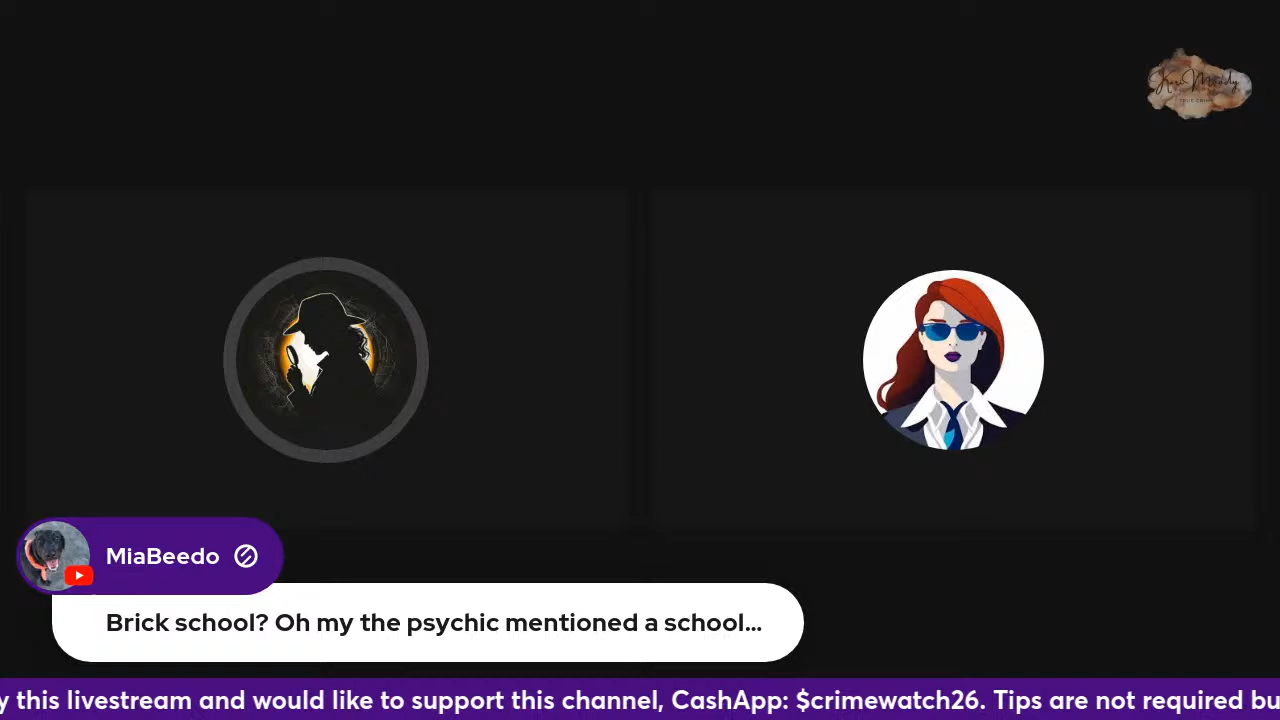 MiaBeedo
Brick school? Oh my the psychic mentioned a school...
y this livestream and would like to support this channel, CashApp: $crimewatch26. Tips are not required bu